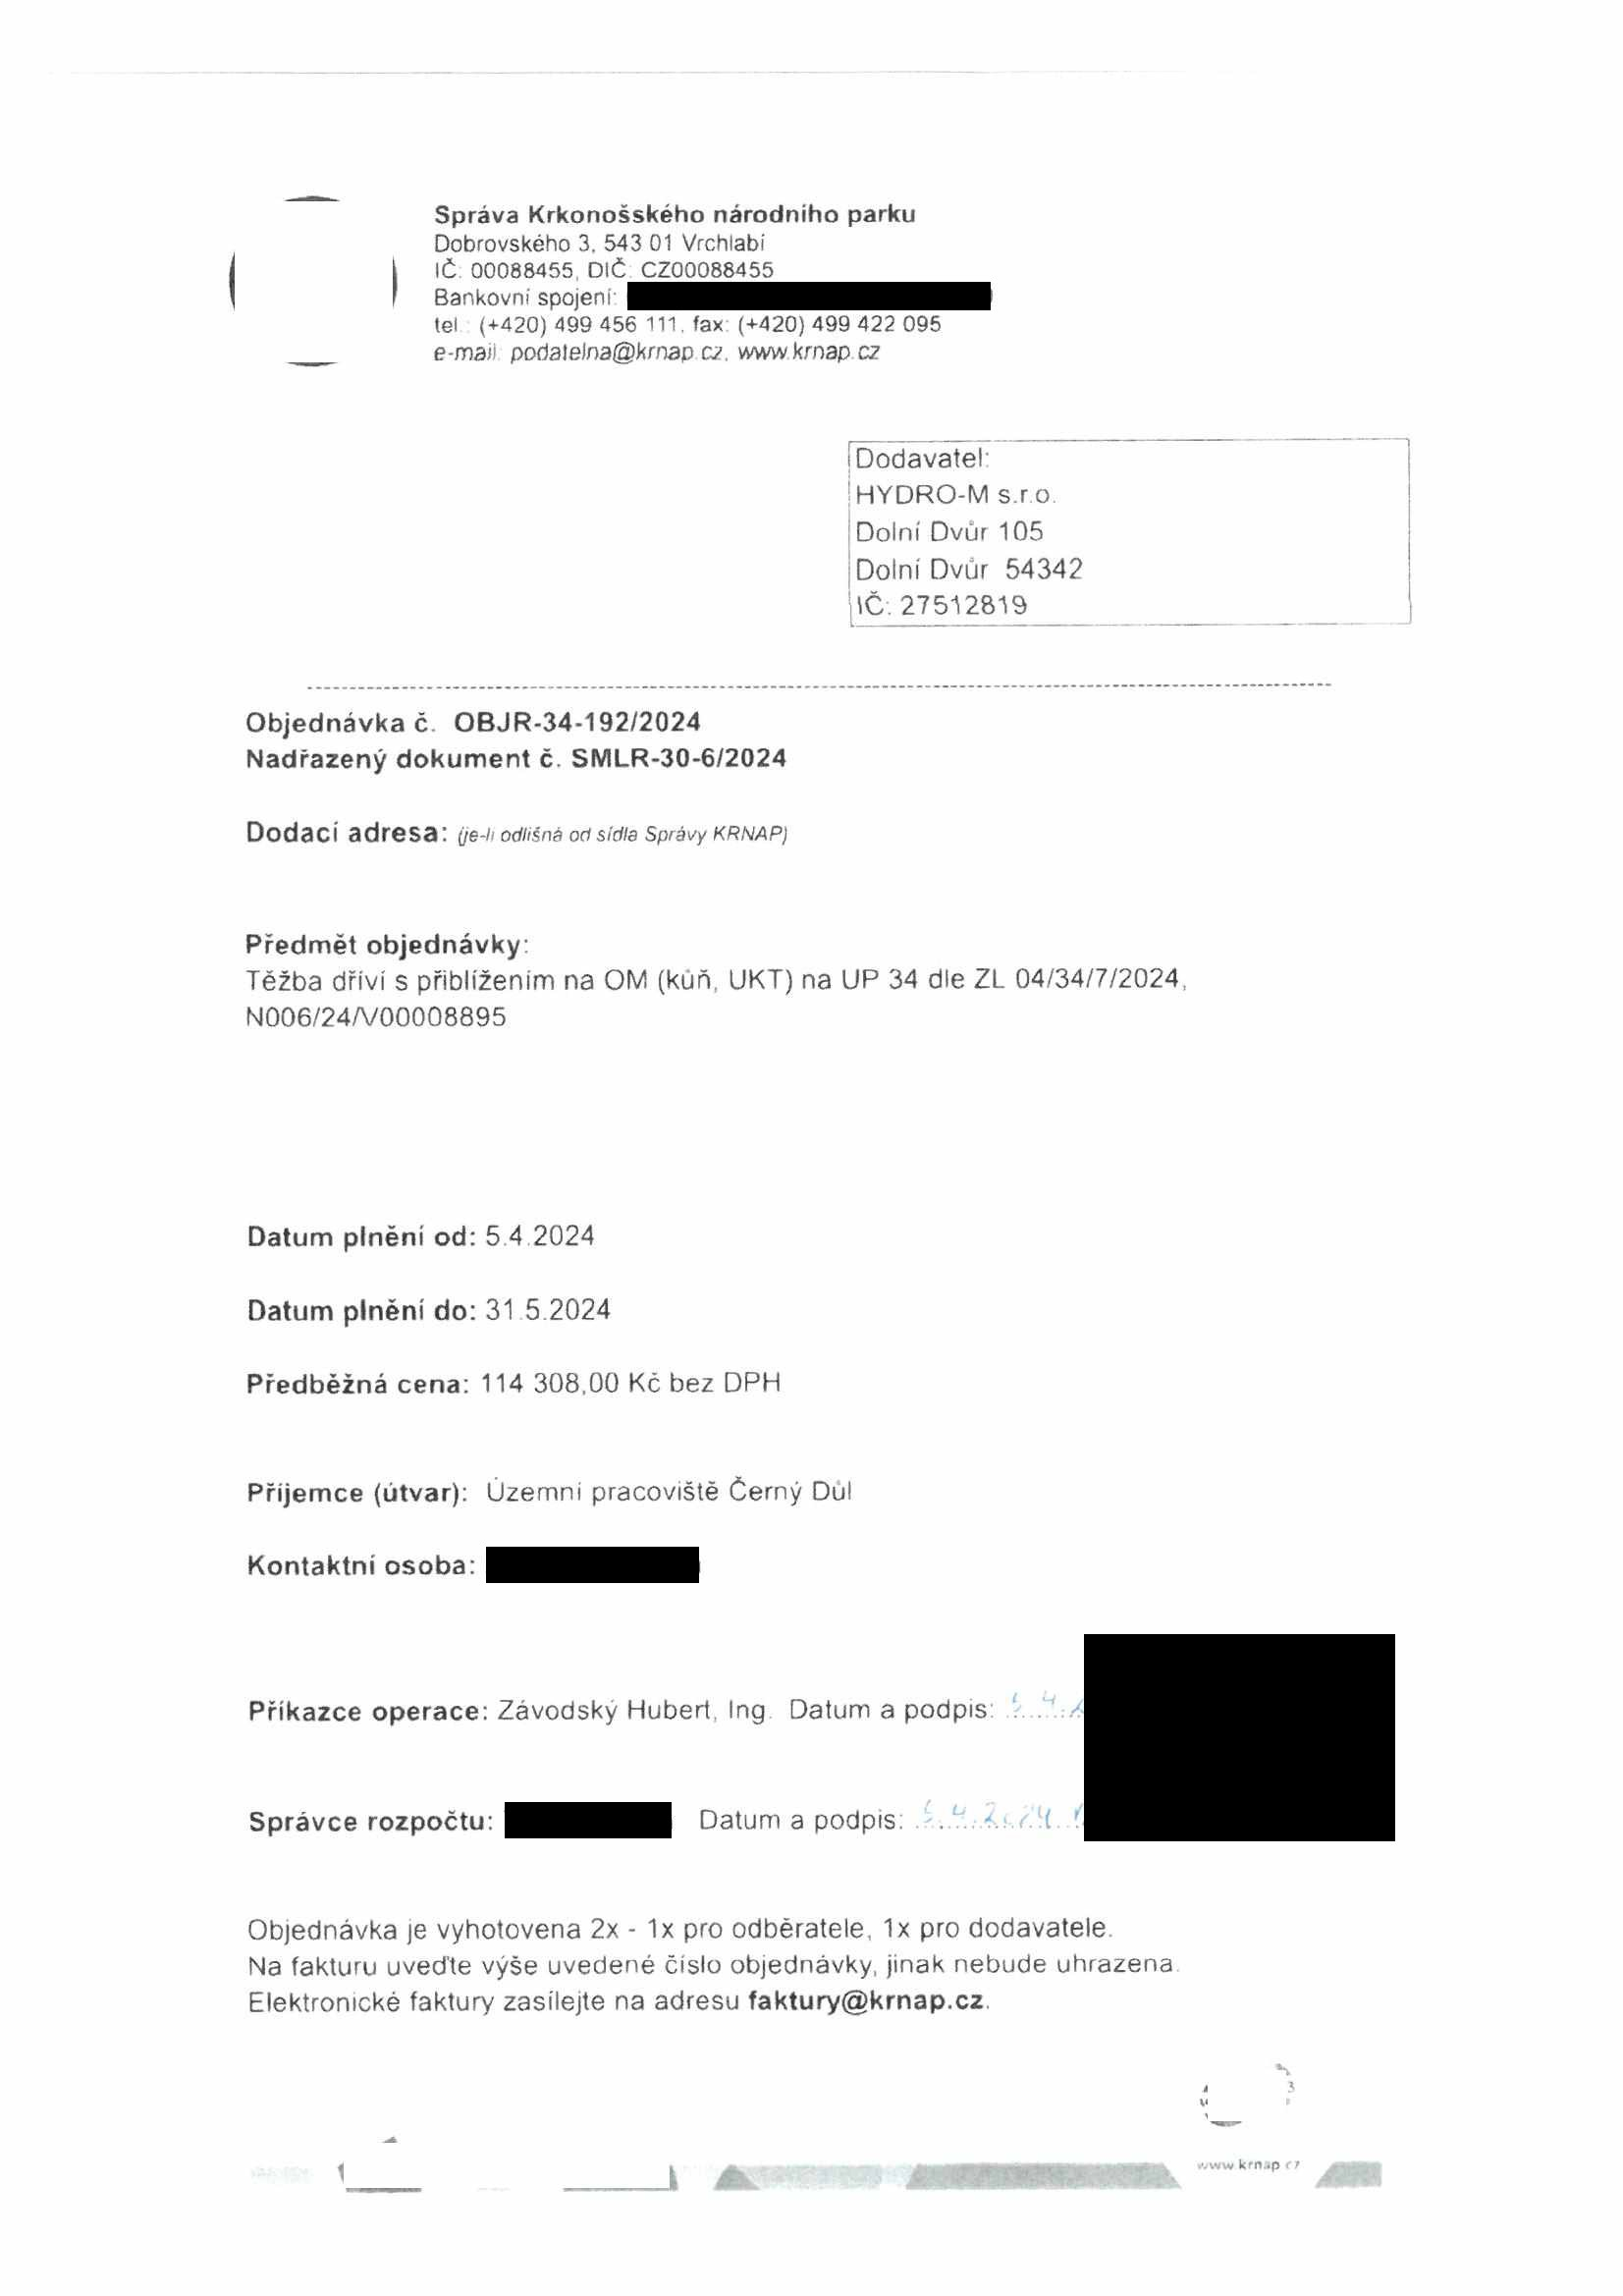 Správa Krkonošského národního parku
Dobrovského 3, 543 01 Vrchlabí
IČ: 00088455, DIČ: CZ00088455
Bankovní spojení:
tel.: (+420) 499 456 111, fax: (+420) 499 422 095
e-mail: podatelna@krnap.cz, www.krnap.cz
Dodavatel:
HYDRO-M s.r.o.
Dolní Dvůr 105
Dolní Dvůr 54342
IČ: 27512819
Objednávka č. OBJR-34-192/2024
Nadřazený dokument č. SMLR-30-6/2024
Dodací adresa: (je-li odlišná od sídla Správy KRNAP)
Předmět objednávky:
Těžba dříví s přiblížením na OM (kůň, UKT) na UP 34 dle ZL 04/34/7/2024,
N006/24/V00008895
Datum plnění od: 5.4.2024
Datum plnění do: 31.5.2024
Předběžná cena: 114 308,00 Kč bez DPH
Příjemce (útvar): Územní pracoviště Černý Důl
Kontaktní osoba:
Příkazce operace: Závodský Hubert, Ing. Datum a podpis: 5.4.
Správce rozpočtu: Datum a podpis: 5.4.2024
Objednávka je vyhotovena 2x - 1x pro odběratele, 1x pro dodavatele.
Na fakturu uveďte výše uvedené číslo objednávky, jinak nebude uhrazena.
Elektronické faktury zasílejte na adresu faktury@krnap.cz.
www.krnap.cz